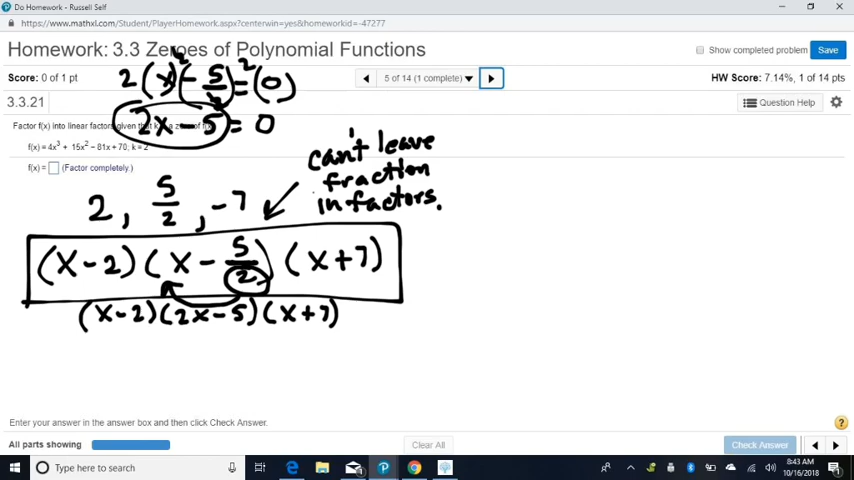 Do Homework - Russell Self
https://www.mathxl.com/Student/PlayerHomework.aspx?centerwin=yes&homeworkid=-47277
Homework: 3.3 Zeroes of Polynomial Functions
Show completed problem
Save
Score: 0 of 1 pt
5 of 14 (1 complete)
HW Score: 7.14%, 1 of 14 pts
3.3.21
Question Help
2(x) - 5/2 = 2(0)
2x - 5 = 0
Factor f(x) into linear factors given that k is a zero of f(x).
f(x) = 4x³ + 15x² − 81x + 70; k = 2
f(x) = (Factor completely.)
can't leave
fraction
in factors.
2, 5/2, -7
(x-2)(x - 5/2)(x+7)
(x-2)(2x-5)(x+7)
Enter your answer in the answer box and then click Check Answer.
All parts showing
Clear All
Check Answer
Type here to search
8:43 AM
10/16/2018